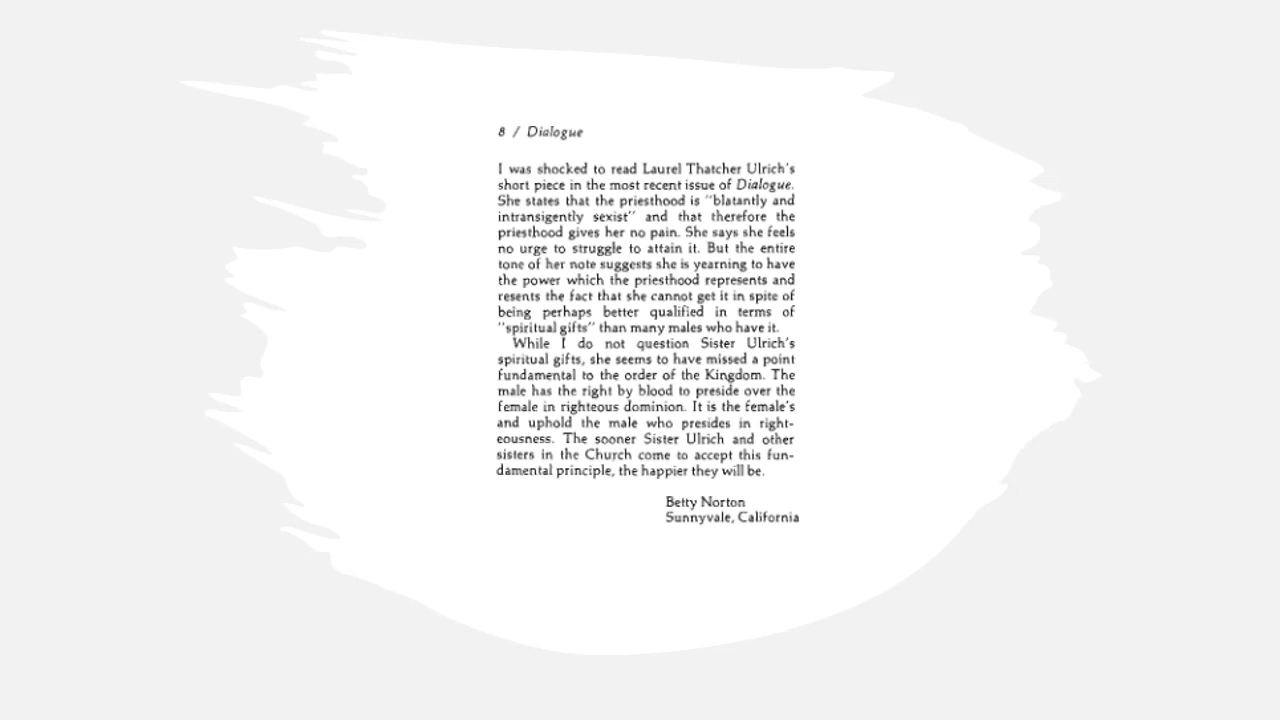 8 / Dialogue
I was shocked to read Laurel Thatcher Ulrich's
short piece in the most recent issue of Dialogue.
She states that the priesthood is "blatantly and
intransigently sexist" and that therefore the
priesthood gives her no pain. She says she feels
no urge to struggle to attain it. But the entire
tone of her note suggests she is yearning to have
the power which the priesthood represents and
resents the fact that she cannot get it in spite of
being perhaps better qualified in terms of
"spiritual gifts" than many males who have it.
While I do not question Sister Ulrich's
spiritual gifts, she seems to have missed a point
fundamental to the order of the Kingdom. The
male has the right by blood to preside over the
female in righteous dominion. It is the female's
and uphold the male who presides in right-
eousness. The sooner Sister Ulrich and other
sisters in the Church come to accept this fun-
damental principle, the happier they will be.
Betty Norton
Sunnyvale, California